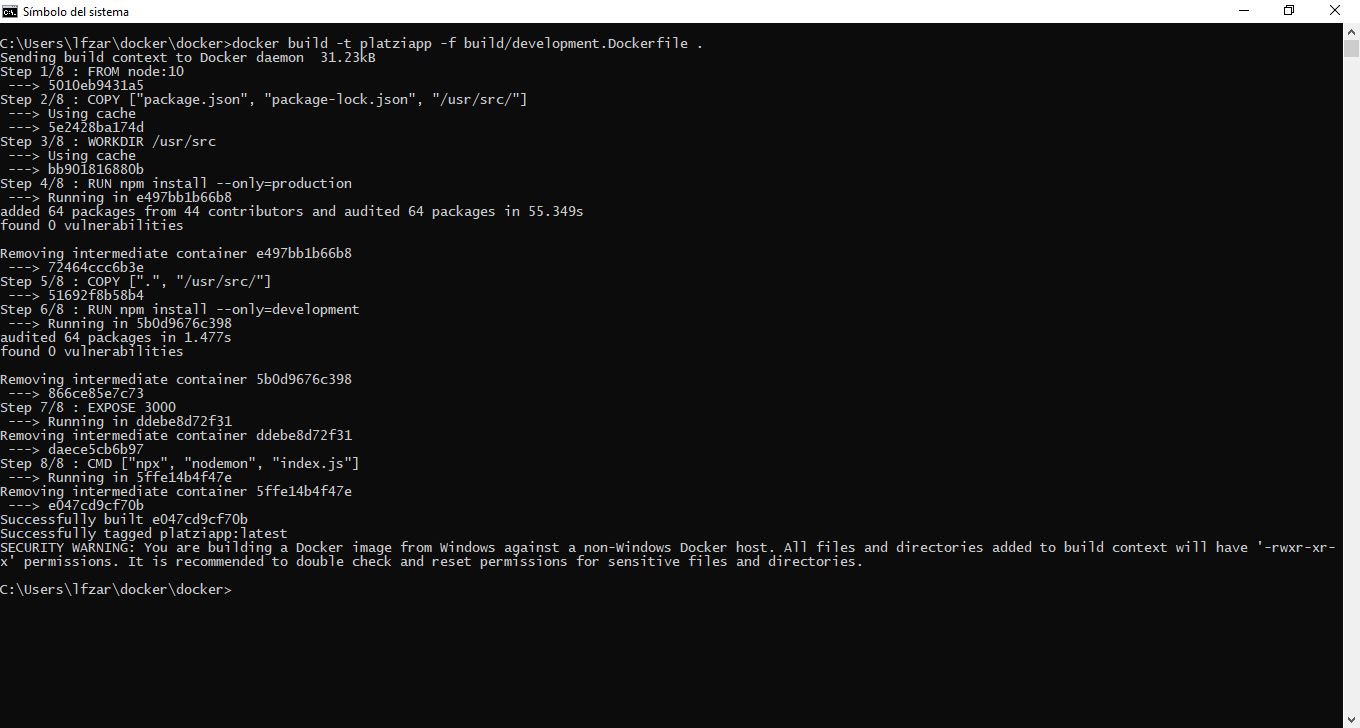 Símbolo del sistema
C:\Users\lfzar\docker\docker>docker build -t platziapp -f build/development.Dockerfile .
Sending build context to Docker daemon  31.23kB
Step 1/8 : FROM node:10
 ---> 5010eb9431a5
Step 2/8 : COPY ["package.json", "package-lock.json", "/usr/src/"]
 ---> Using cache
 ---> 5e2428ba174d
Step 3/8 : WORKDIR /usr/src
 ---> Using cache
 ---> bb901816880b
Step 4/8 : RUN npm install --only=production
 ---> Running in e497bb1b66b8
added 64 packages from 44 contributors and audited 64 packages in 55.349s
found 0 vulnerabilities
Removing intermediate container e497bb1b66b8
 ---> 72464ccc6b3e
Step 5/8 : COPY [".", "/usr/src/"]
 ---> 51692f8b58b4
Step 6/8 : RUN npm install --only=development
 ---> Running in 5b0d9676c398
audited 64 packages in 1.477s
found 0 vulnerabilities
Removing intermediate container 5b0d9676c398
 ---> 866ce85e7c73
Step 7/8 : EXPOSE 3000
 ---> Running in ddebe8d72f31
Removing intermediate container ddebe8d72f31
 ---> daece5cb6b97
Step 8/8 : CMD ["npx", "nodemon", "index.js"]
 ---> Running in 5ffe14b4f47e
Removing intermediate container 5ffe14b4f47e
 ---> e047cd9cf70b
Successfully built e047cd9cf70b
Successfully tagged platziapp:latest
SECURITY WARNING: You are building a Docker image from Windows against a non-Windows Docker host. All files and directories added to build context will have '-rwxr-xr-
x' permissions. It is recommended to double check and reset permissions for sensitive files and directories.
C:\Users\lfzar\docker\docker>